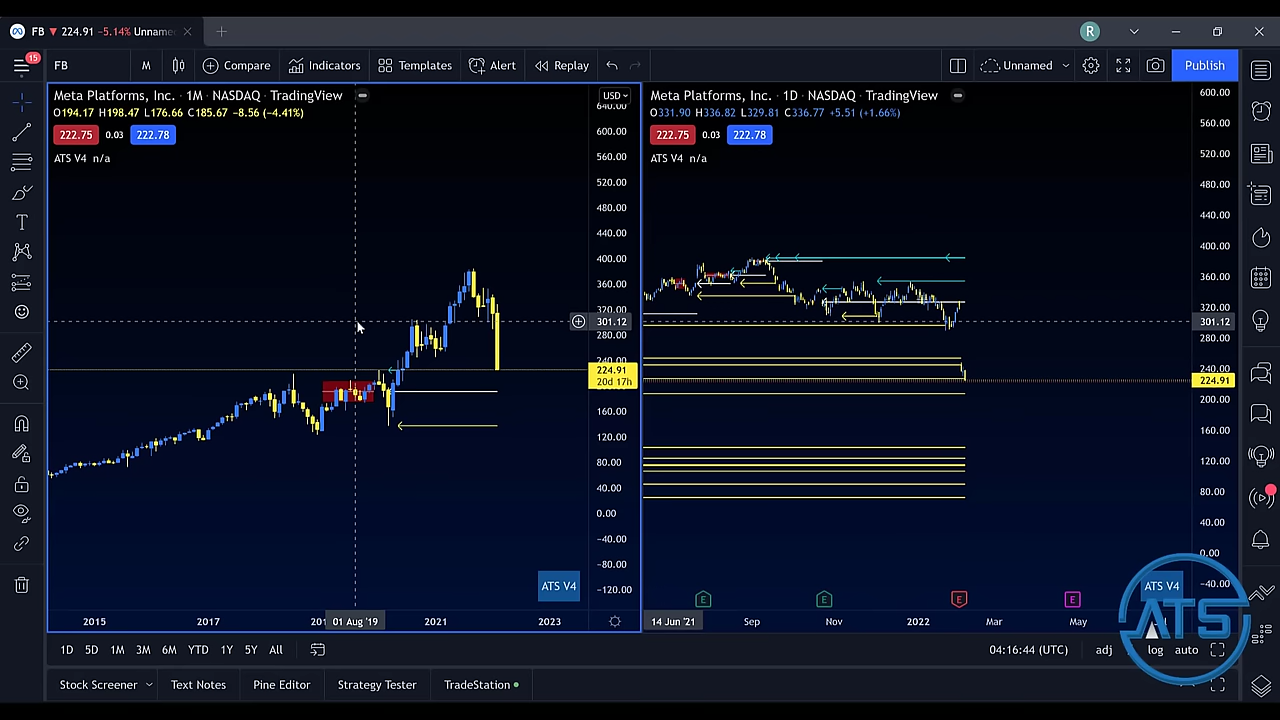 FB ▼ 224.91 −5.14% Unname
R
15
FB
M
Compare
Indicators
Templates
Alert
Replay
Unnamed
Publish
Meta Platforms, Inc. · 1M · NASDAQ · TradingView
O194.17 H198.47 L176.66 C185.67 −8.56 (−4.41%)
222.75 0.03 222.78
ATS V4 n/a
USD
640.00
600.00
560.00
520.00
480.00
440.00
400.00
360.00
320.00
301.12
280.00
240.00
224.91
20d 17h
160.00
120.00
80.00
40.00
0.00
−40.00
−80.00
−120.00
ATS V4
2015 2017 201 01 Aug '19 2021 2023
Meta Platforms, Inc. · 1D · NASDAQ · TradingView
O331.90 H336.82 L329.81 C336.77 +5.51 (+1.66%)
222.75 0.03 222.78
ATS V4 n/a
600.00
560.00
520.00
480.00
440.00
400.00
360.00
320.00
301.12
240.00
224.91
200.00
160.00
120.00
80.00
40.00
0.00
−40.00
ATS V4
E E E E
14 Jun '21 Sep Nov 2022 Mar May
ATS
1D 5D 1M 3M 6M YTD 1Y 5Y All
04:16:44 (UTC) adj log auto
Stock Screener Text Notes Pine Editor Strategy Tester TradeStation